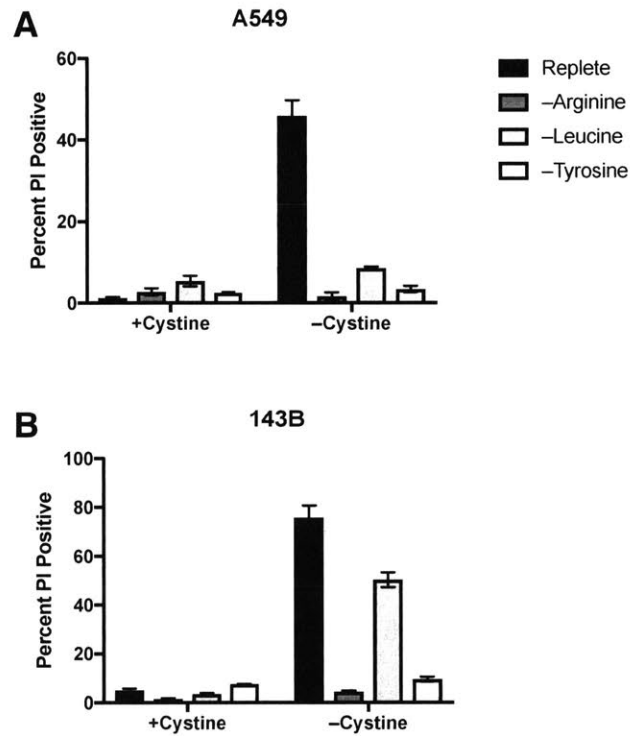 A
A549
Percent PI Positive
60
40
20
0
+Cystine
–Cystine
Replete
–Arginine
–Leucine
–Tyrosine
B
143B
Percent PI Positive
100
80
60
40
20
0
+Cystine
–Cystine